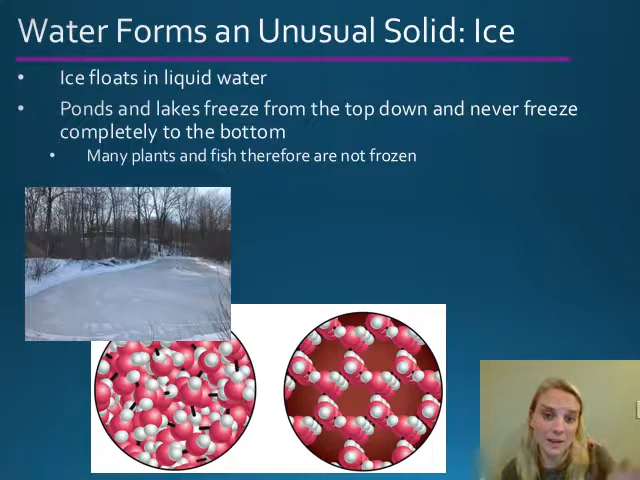 Water Forms an Unusual Solid: Ice
• Ice floats in liquid water
• Ponds and lakes freeze from the top down and never freeze
completely to the bottom
• Many plants and fish therefore are not frozen